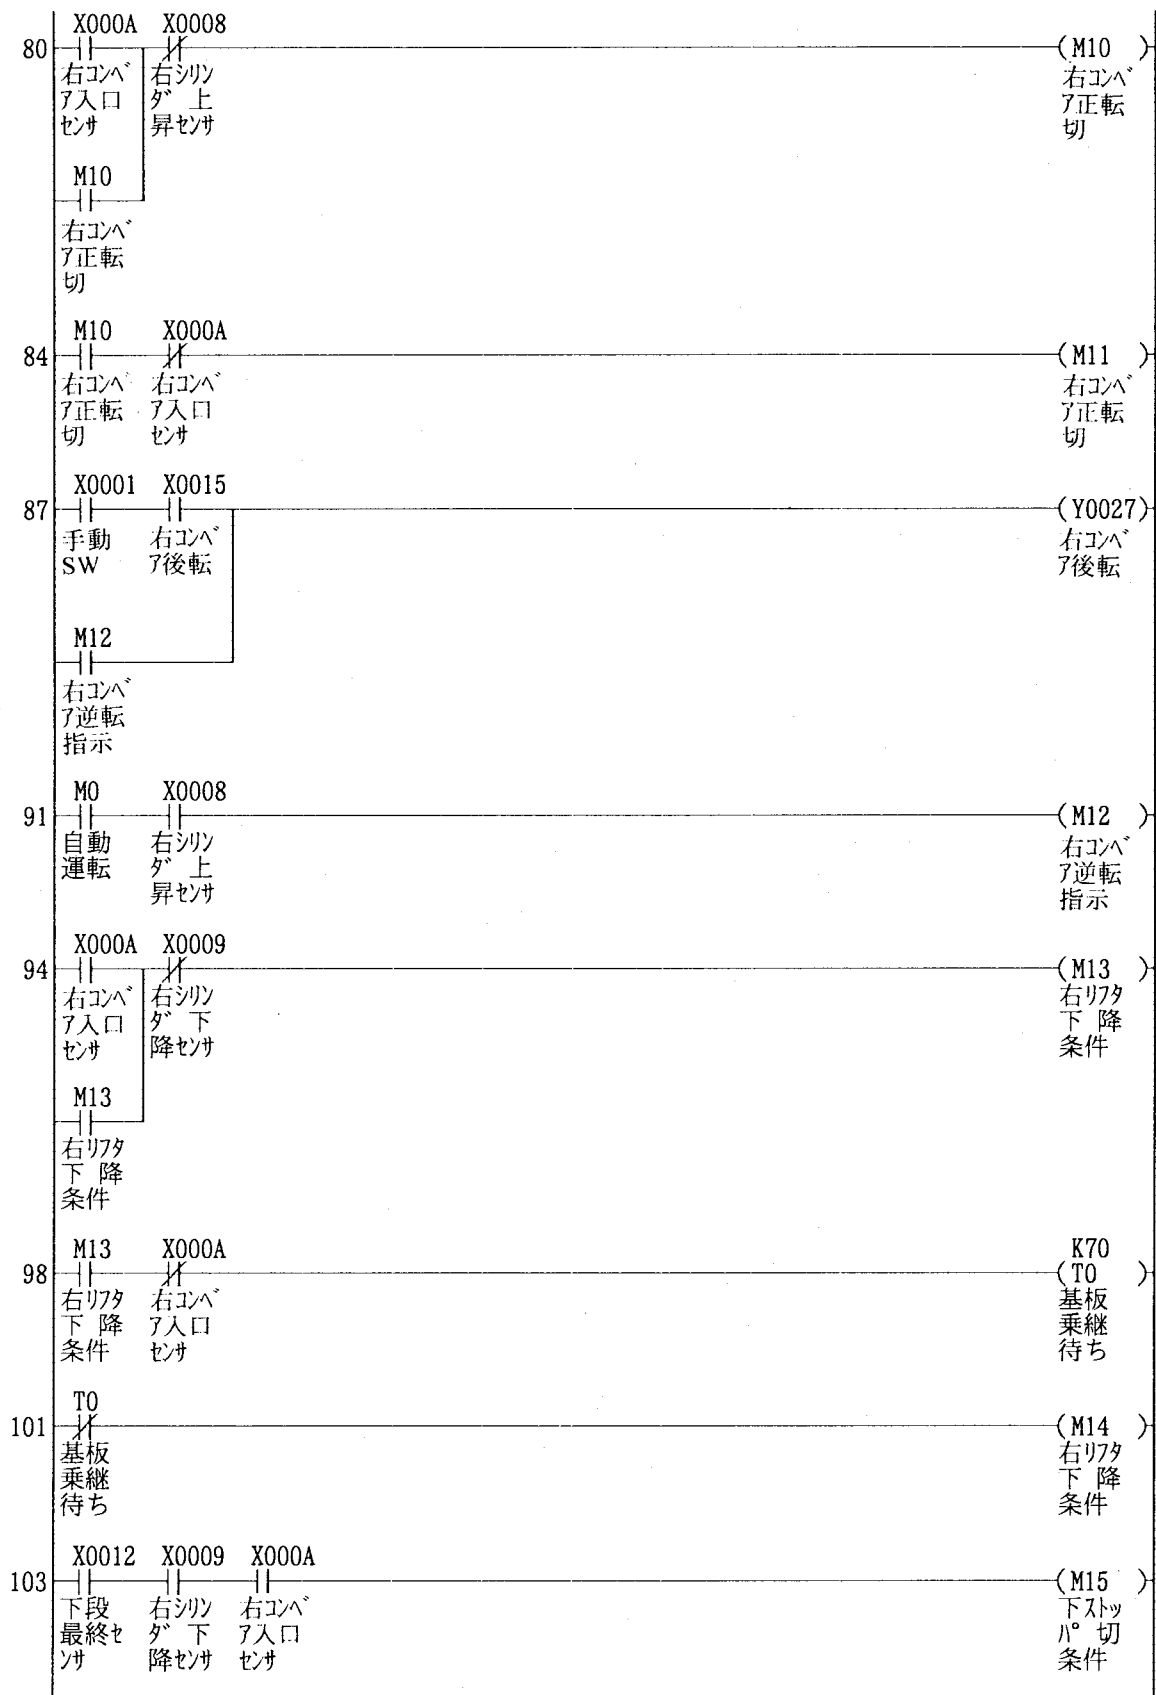 X000A X0008
80 (M10 )
右コンベ 右シリン 右コンベ
ア入口 ダ 上 ア正転
センサ 昇センサ 切
M10
右コンベ
ア正転
切
M10 X000A
84 (M11 )
右コンベ 右コンベ 右コンベ
ア正転 ア入口 ア正転
切 センサ 切
X0001 X0015
87 (Y0027)
手動 右コンベ 右コンベ
SW ア後転 ア後転
M12
右コンベ
ア逆転
指示
M0 X0008
91 (M12 )
自動 右シリン 右コンベ
運転 ダ 上 ア逆転
昇センサ 指示
X000A X0009
94 (M13 )
右コンベ 右シリン 右リフタ
ア入口 ダ 下 下 降
センサ 降センサ 条件
M13
右リフタ
下 降
条件
M13 X000A K70
98 (T0 )
右リフタ 右コンベ 基板
下 降 ア入口 乗継
条件 センサ 待ち
T0
101 (M14 )
基板 右リフタ
乗継 下 降
待ち 条件
X0012 X0009 X000A
103 (M15 )
下段 右シリン 右コンベ 下ストッ
最終セ ダ 下 ア入口 パ 切
ンサ 降センサ センサ 条件